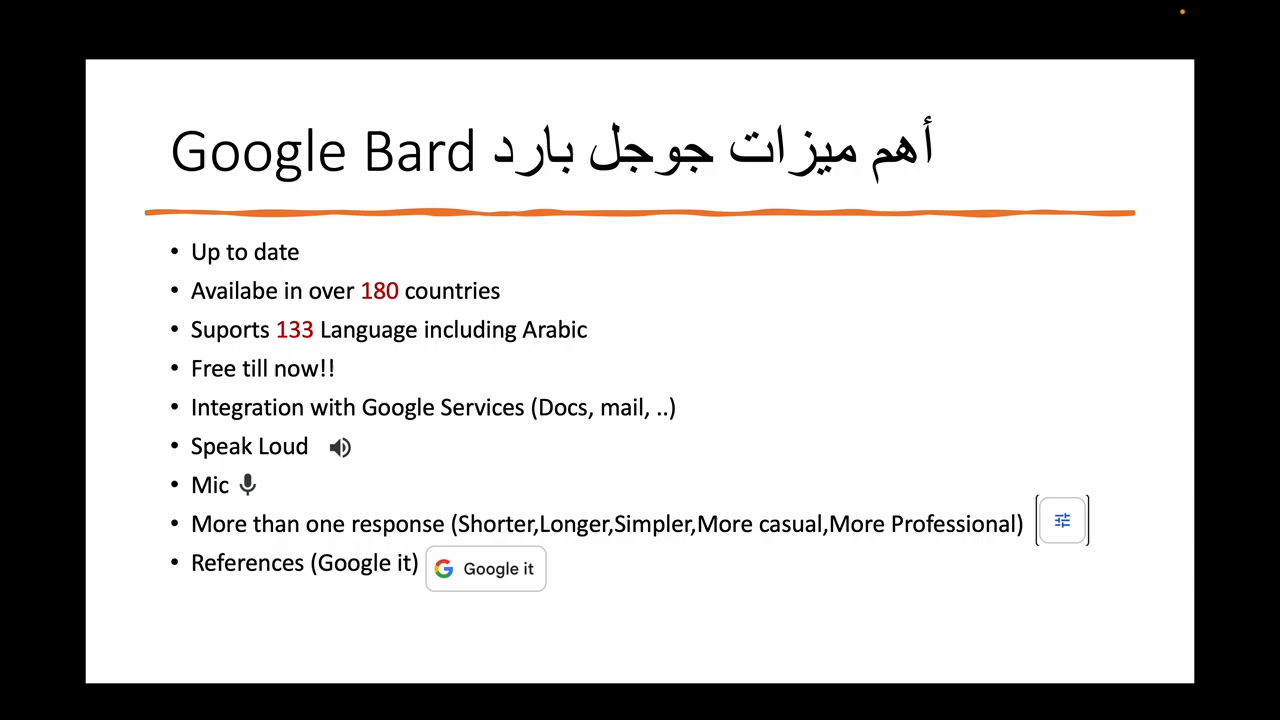 أهم ميزات جوجل بارد Google Bard
• Up to date
• Availabe in over 180 countries
• Suports 133 Language including Arabic
• Free till now!!
• Integration with Google Services (Docs, mail, ..)
• Speak Loud
• Mic
• More than one response (Shorter,Longer,Simpler,More casual,More Professional)
• References (Google it) Google it